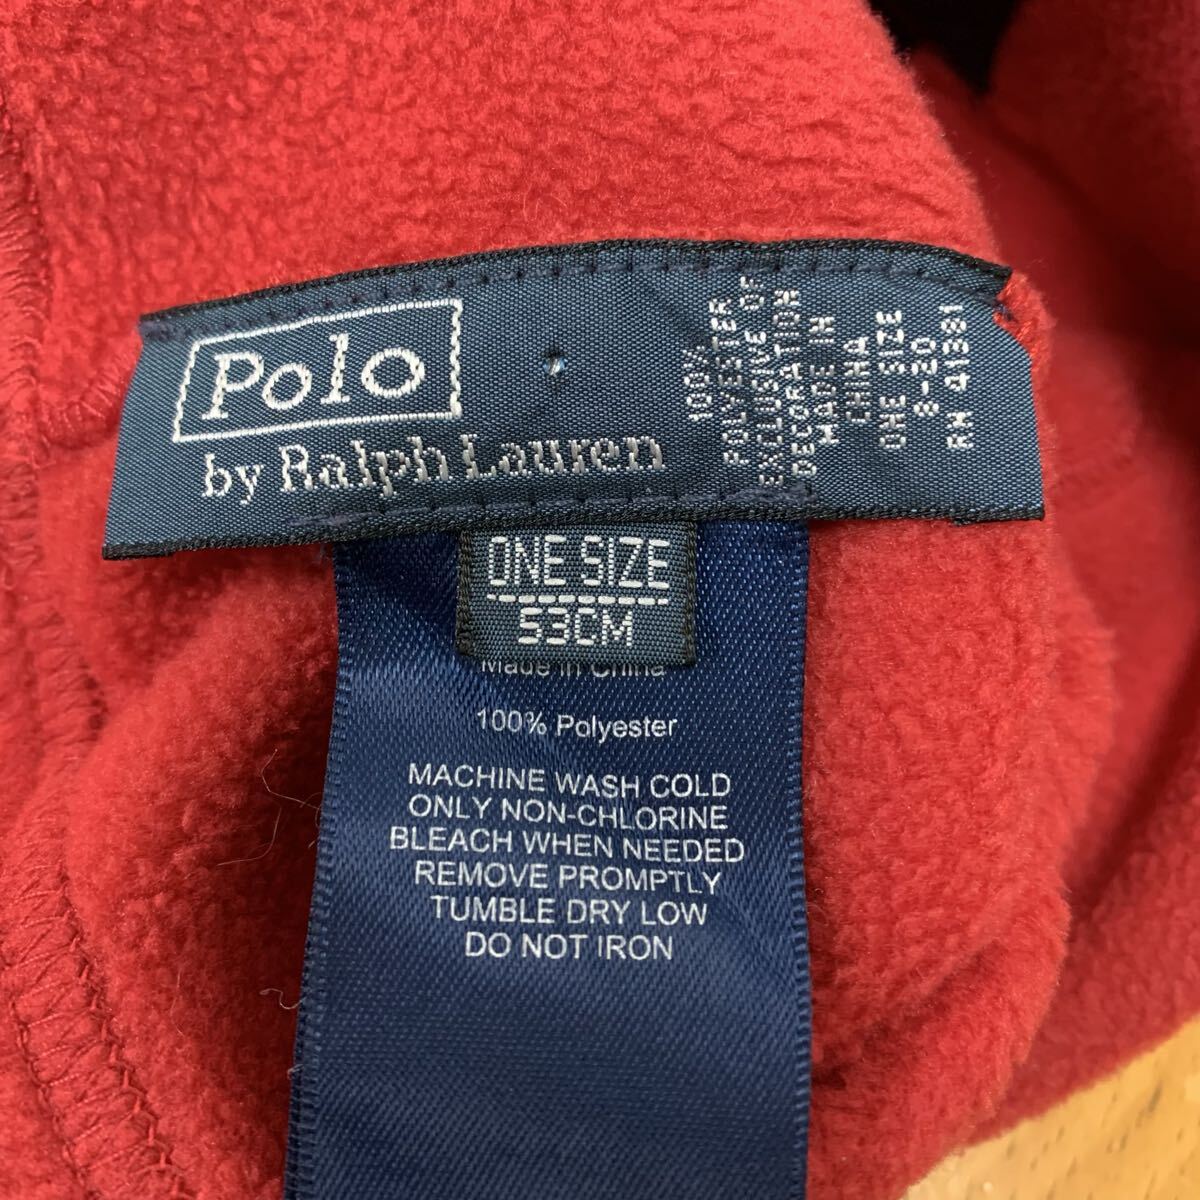 Polo
by Ralph Lauren
100%
POLYESTER
EXCLUSIVE OF
DECORATION
MADE IN
CHINA
ONE SIZE
8-20
RN 41381
ONE SIZE
53CM
Made in China
100% Polyester
MACHINE WASH COLD
ONLY NON-CHLORINE
BLEACH WHEN NEEDED
REMOVE PROMPTLY
TUMBLE DRY LOW
DO NOT IRON